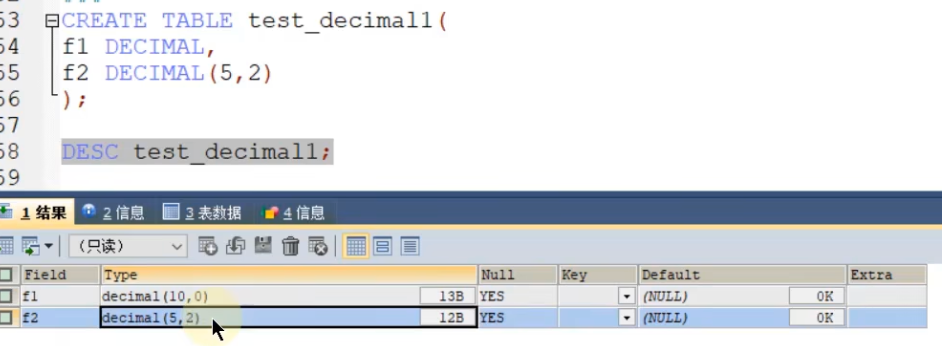 53 CREATE TABLE test_decimal1(
54 f1 DECIMAL,
55 f2 DECIMAL(5,2)
56 );
57
58 DESC test_decimal1;
59
1 结果 2 信息 3 表数据 4 信息
(只读)
Field Type Null Key Default Extra
f1 decimal(10,0) 13B YES (NULL) 0K
f2 decimal(5,2) 12B YES (NULL) 0K